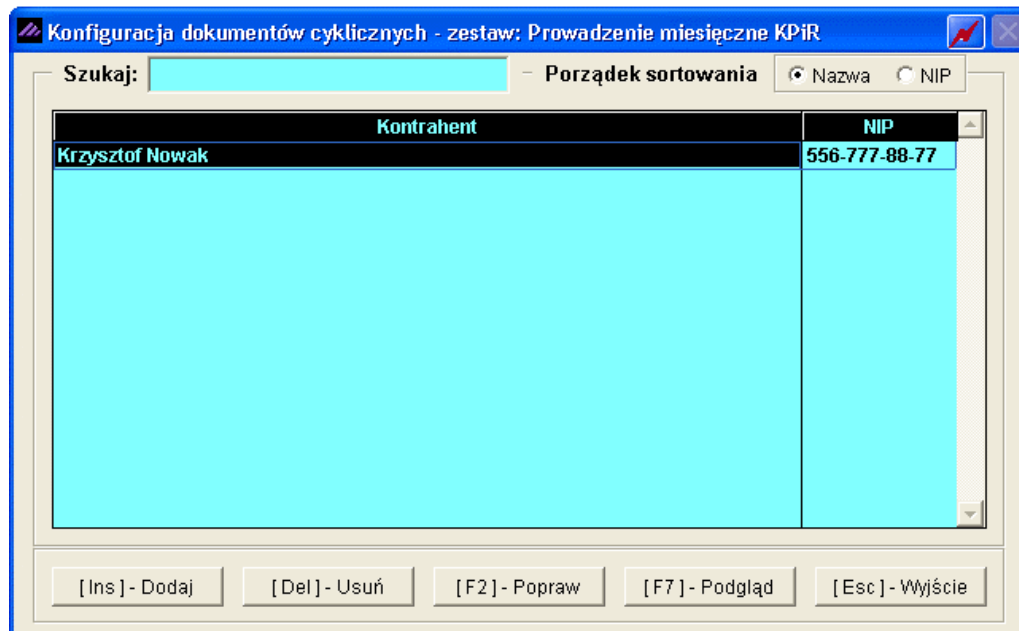 Konfiguracja dokumentów cyklicznych - zestaw: Prowadzenie miesięczne KPiR
Szukaj: Porządek sortowania Nazwa NIP
Kontrahent NIP
Krzysztof Nowak 556-777-88-77
[ Ins ] - Dodaj [ Del ] - Usuń [ F2 ] - Popraw [ F7 ] - Podgląd [ Esc ] - Wyjście